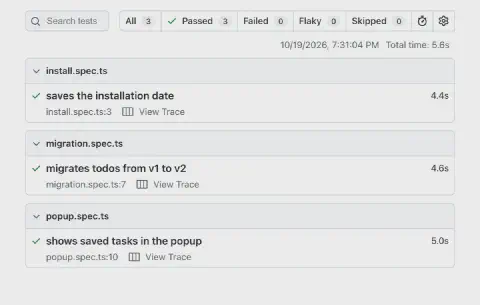 Search tests
All 3 Passed 3 Failed 0 Flaky 0 Skipped 0
10/19/2026, 7:31:04 PM Total time: 5.6s
install.spec.ts
saves the installation date 4.4s
install.spec.ts:3 View Trace
migration.spec.ts
migrates todos from v1 to v2 4.6s
migration.spec.ts:7 View Trace
popup.spec.ts
shows saved tasks in the popup 5.0s
popup.spec.ts:10 View Trace